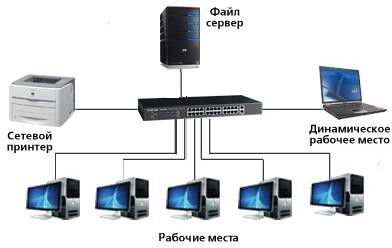 Файл
сервер
Сетевой
принтер
Динамическое
рабочее место
Рабочие места